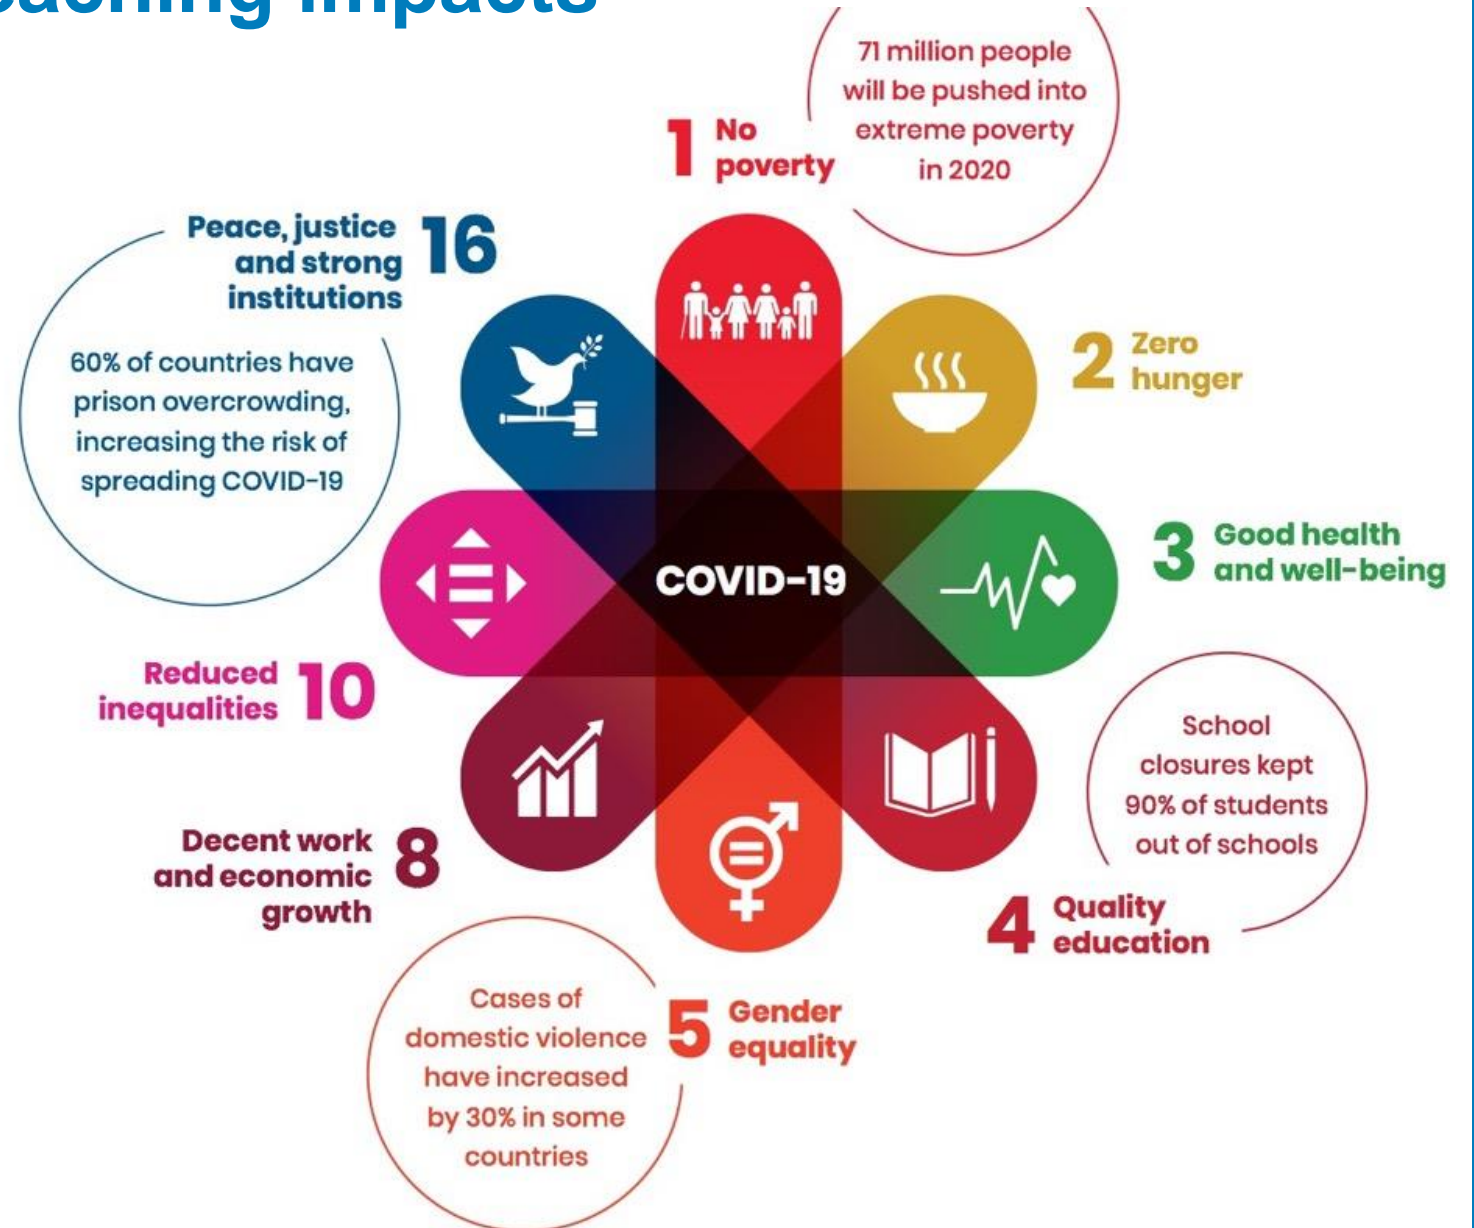 impacts
71 million people
will be pushed into
extreme poverty
in 2020
1 No
poverty
Peace, justice 16
and strong
institutions
60% of countries have
prison overcrowding,
increasing the risk of
spreading COVID-19
2 Zero
hunger
3 Good health
and well-being
COVID-19
Reduced 10
inequalities
School
closures kept
90% of students
out of schools
Decent work 8
and economic
growth
4 Quality
education
Cases of
domestic violence
have increased
by 30% in some
countries
5 Gender
equality